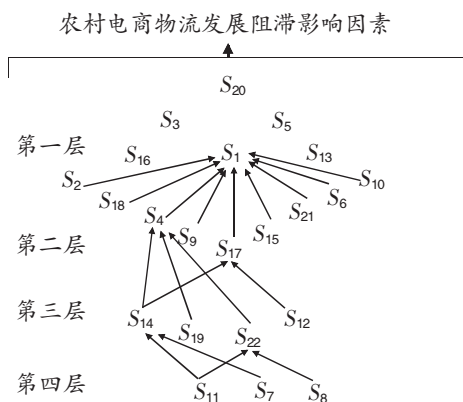 农村电商物流发展阻滞影响因素
S20
S3 S5
第一层 S16 S1 S13
S2 S10
S18 S4 S21 S6
第二层 S9 S17 S15
第三层 S14 S19 S22 S12
第四层 S11 S7 S8